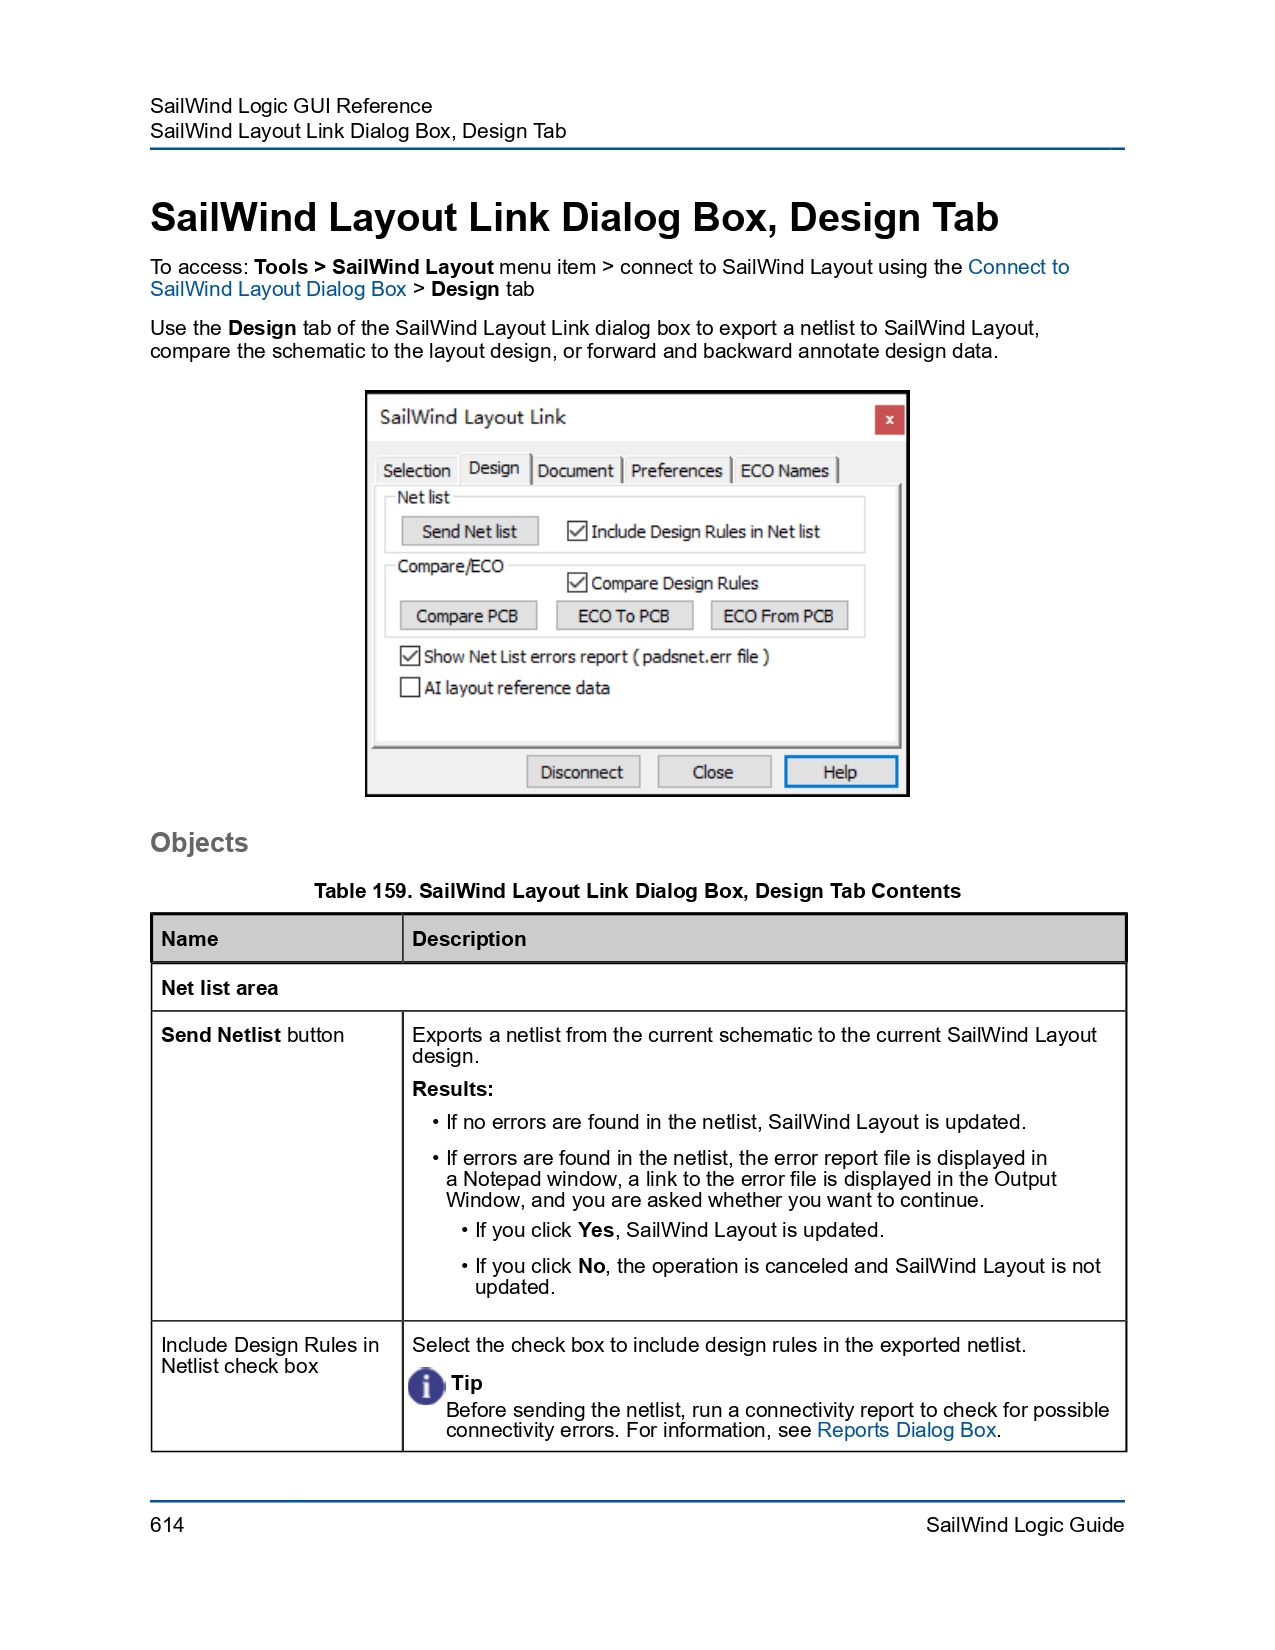 SailWind Logic GUI Reference
SailWind Layout Link Dialog Box, Design Tab
SailWind Layout Link Dialog Box, Design Tab
To access: Tools > SailWind Layout menu item > connect to SailWind Layout using the Connect to
SailWind Layout Dialog Box > Design tab
Use the Design tab of the SailWind Layout Link dialog box to export a netlist to SailWind Layout,
compare the schematic to the layout design, or forward and backward annotate design data.
SailWind Layout Link
x
Selection Design Document Preferences ECO Names
Net list
Send Net list Include Design Rules in Net list
Compare/ECO
Compare Design Rules
Compare PCB ECO To PCB ECO From PCB
Show Net List errors report ( padsnet.err file )
AI layout reference data
Disconnect Close Help
Objects
Table 159. SailWind Layout Link Dialog Box, Design Tab Contents
Name Description
Net list area
Send Netlist button Exports a netlist from the current schematic to the current SailWind Layout
design.
Results:
• If no errors are found in the netlist, SailWind Layout is updated.
• If errors are found in the netlist, the error report file is displayed in
a Notepad window, a link to the error file is displayed in the Output
Window, and you are asked whether you want to continue.
• If you click Yes, SailWind Layout is updated.
• If you click No, the operation is canceled and SailWind Layout is not
updated.
Include Design Rules in Select the check box to include design rules in the exported netlist.
Netlist check box
i Tip
Before sending the netlist, run a connectivity report to check for possible
connectivity errors. For information, see Reports Dialog Box.
614 SailWind Logic Guide